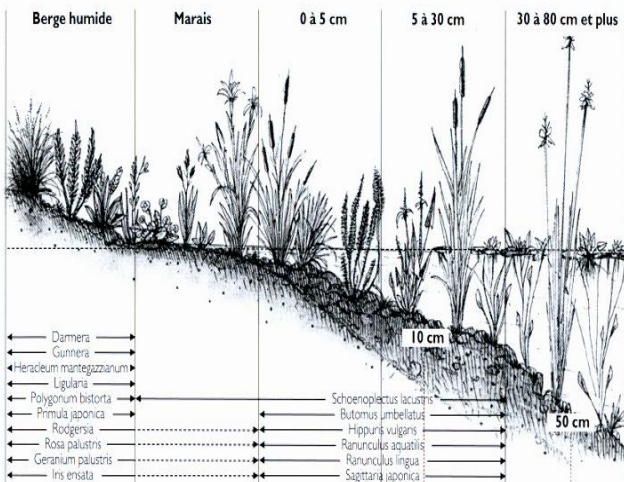 Berge humide Marais 0 à 5 cm 5 à 30 cm 30 à 80 cm et plus
10 cm
50 cm
Darmera
Gunnera
Heracleum mantegazzianum
Ligularia
Polygonum bistorta Schoenoplectus lacustris
Primula japonica Butomus umbellatus
Rodgersia Hippuris vulgaris
Rosa palustris Ranunculus aquatilis
Geranium palustris Ranunculus lingua
Iris ensata Sagittaria japonica